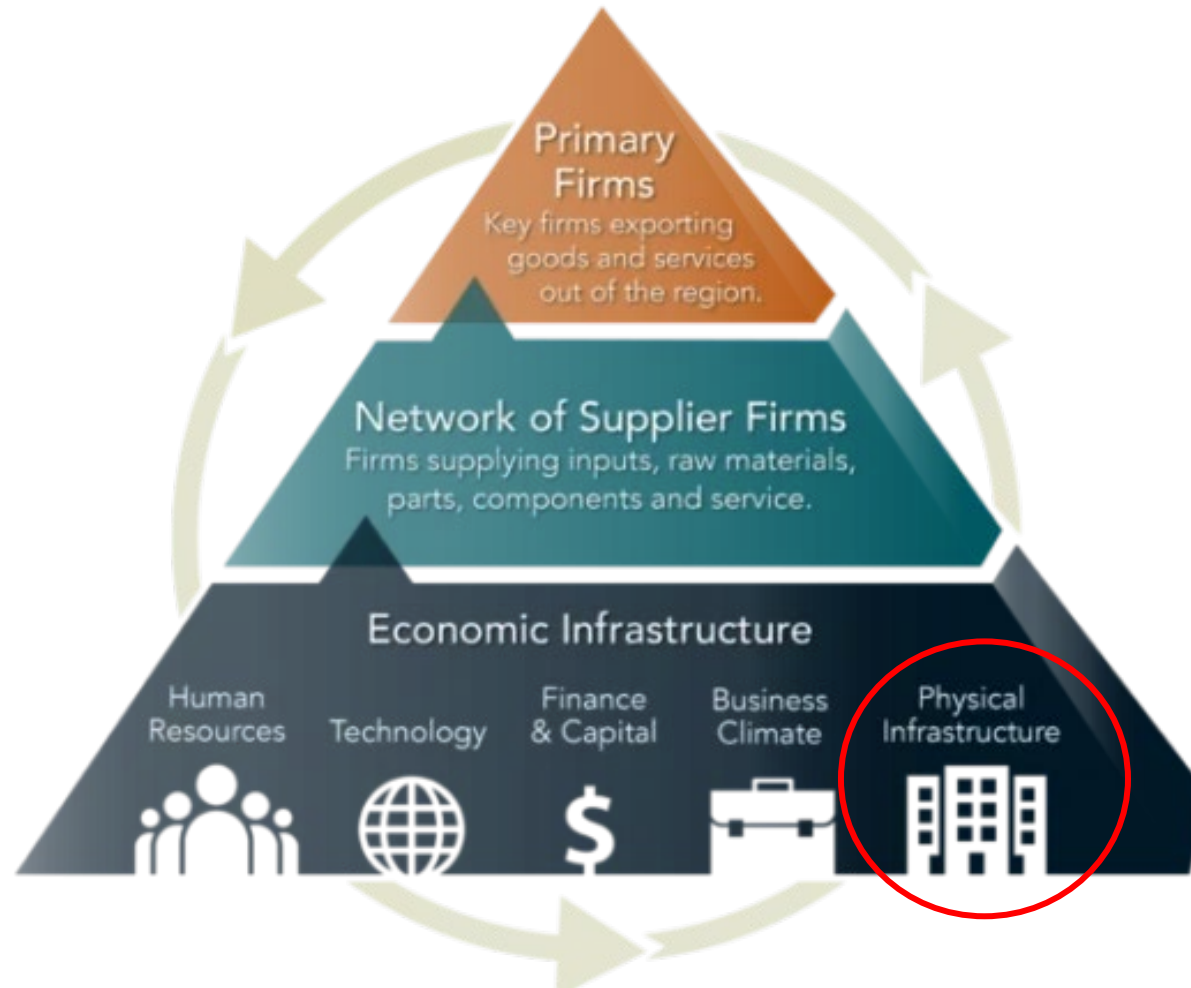 Primary
Firms
Key firms exporting
goods and services
out of the region.
Network of Supplier Firms
Firms supplying inputs, raw materials,
parts, components and service.
Economic Infrastructure
Human
Resources
Technology
Finance
& Capital
$
Business
Climate
Physical
Infrastructure